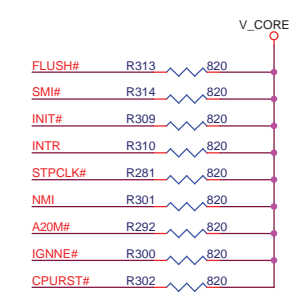 V_CORE
FLUSH# R313 820
SMI# R314 820
INIT# R309 820
INTR R310 820
STPCLK# R281 820
NMI R301 820
A20M# R292 820
IGNNE# R300 820
CPURST# R302 820